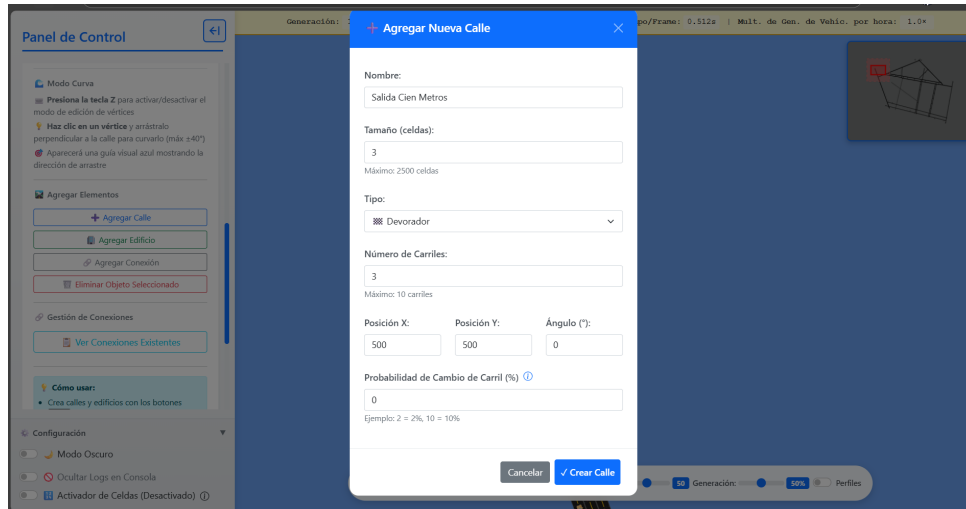 Generación:
po/Frame: 0.512s | Mult. de Gen. de Vehíc. por hora: 1.0×
Panel de Control
Modo Curva
Presiona la tecla Z para activar/desactivar el
modo de edición de vértices
Haz clic en un vértice y arrástralo
perpendicular a la calle para curvarlo (máx ±40°)
Aparecerá una guía visual azul mostrando la
dirección de arrastre
Agregar Elementos
Agregar Calle
Agregar Edificio
Agregar Conexión
Eliminar Objeto Seleccionado
Gestión de Conexiones
Ver Conexiones Existentes
Cómo usar:
• Crea calles y edificios con los botones
Configuración
Modo Oscuro
Ocultar Logs en Consola
Activador de Celdas (Desactivado)
Agregar Nueva Calle
Nombre:
Salida Cien Metros
Tamaño (celdas):
3
Máximo: 2500 celdas
Tipo:
Devorador
Número de Carriles:
3
Máximo: 10 carriles
Posición X: Posición Y: Ángulo (°):
500 500 0
Probabilidad de Cambio de Carril (%)
0
Ejemplo: 2 = 2%, 10 = 10%
Cancelar ✓ Crear Calle
50 Generación: 50% Perfiles